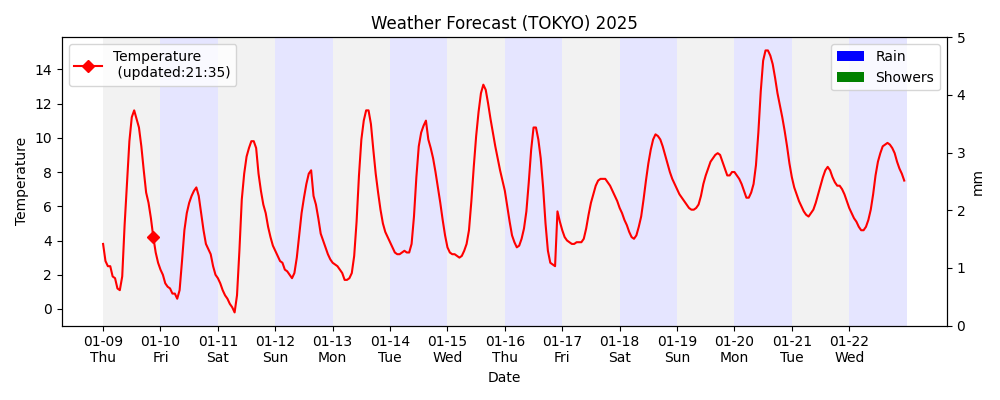 Weather Forecast (TOKYO) 2025
Temperature
(updated:21:35)
Rain
Showers
Temperature
14
12
10
8
6
4
2
0
5
4
3
2
1
0
mm
01-09 01-10 01-11 01-12 01-13 01-14 01-15 01-16 01-17 01-18 01-19 01-20 01-21 01-22
Thu Fri Sat Sun Mon Tue Wed Thu Fri Sat Sun Mon Tue Wed
Date